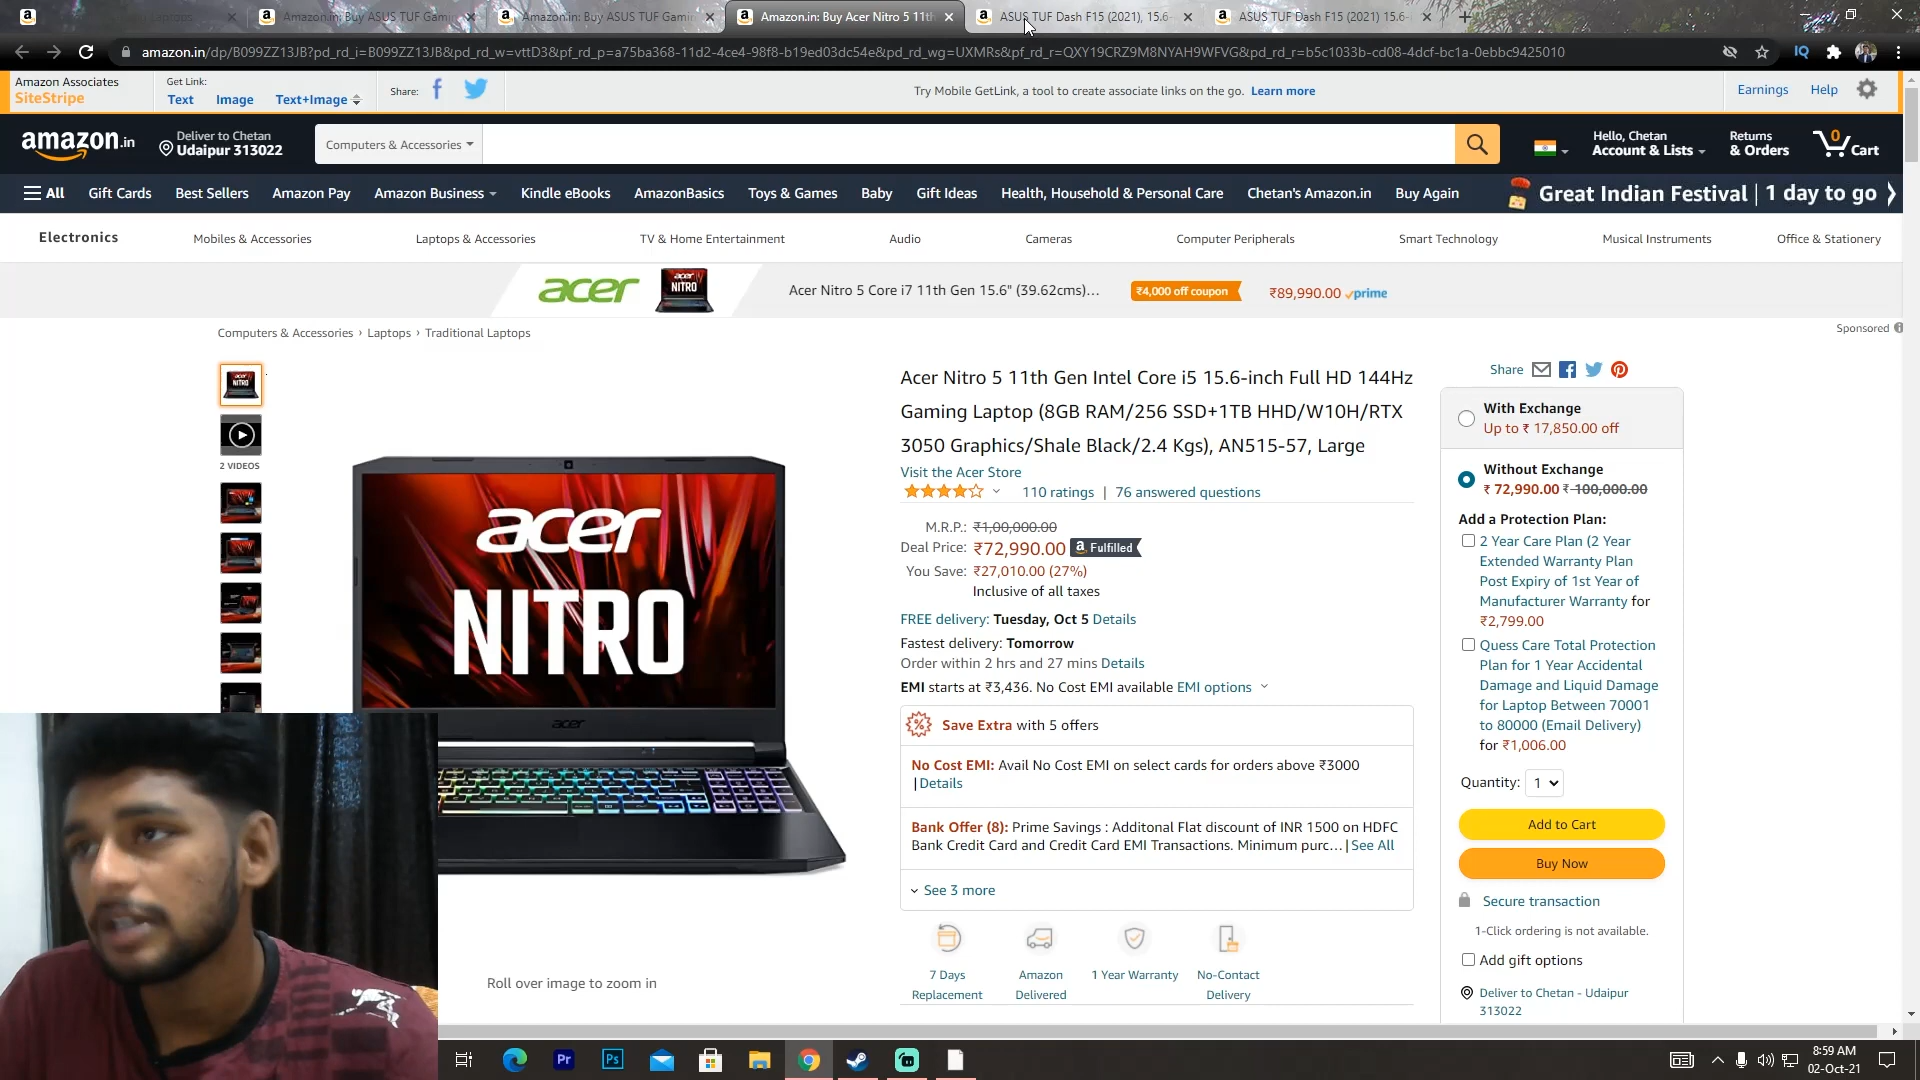 Amazon.in: Buy ASUS TUF Gamin
Amazon.in: Buy ASUS TUF Gamin
Amazon.in: Buy Acer Nitro 5 11th
ASUS TUF Dash F15 (2021), 15.6-
ASUS TUF Dash F15 (2021) 15.6-
amazon.in/dp/B099ZZ13JB?pd_rd_i=B099ZZ13JB&pd_rd_w=vttD3&pf_rd_p=a75ba368-11d2-4ce4-98f8-b19ed03dc54e&pd_rd_wg=UXMRs&pf_rd_r=QXY19CRZ9M8NYAH9WFVG&pd_rd_r=b5c1033b-cd08-4dcf-bc1a-0ebbc9425010
Amazon Associates
SiteStripe
Get Link:
Text Image Text+Image
Share:
Try Mobile GetLink, a tool to create associate links on the go. Learn more
Earnings Help
amazon.in
Deliver to Chetan
Udaipur 313022
Computers & Accessories
Hello, Chetan
Account & Lists
Returns
& Orders
0
Cart
All Gift Cards Best Sellers Amazon Pay Amazon Business Kindle eBooks AmazonBasics Toys & Games Baby Gift Ideas Health, Household & Personal Care Chetan's Amazon.in Buy Again
Great Indian Festival | 1 day to go
Electronics Mobiles & Accessories Laptops & Accessories TV & Home Entertainment Audio Cameras Computer Peripherals Smart Technology Musical Instruments Office & Stationery
acer
acer
NITRO
Acer Nitro 5 Core i7 11th Gen 15.6" (39.62cms)...
₹4,000 off coupon
₹89,990.00 prime
Sponsored
Computers & Accessories › Laptops › Traditional Laptops
2 VIDEOS
acer
NITRO
acer
Roll over image to zoom in
Acer Nitro 5 11th Gen Intel Core i5 15.6-inch Full HD 144Hz
Gaming Laptop (8GB RAM/256 SSD+1TB HHD/W10H/RTX
3050 Graphics/Shale Black/2.4 Kgs), AN515-57, Large
Visit the Acer Store
110 ratings | 76 answered questions
M.R.P.: ₹1,00,000.00
Deal Price: ₹72,990.00 a Fulfilled
You Save: ₹27,010.00 (27%)
Inclusive of all taxes
FREE delivery: Tuesday, Oct 5 Details
Fastest delivery: Tomorrow
Order within 2 hrs and 27 mins Details
EMI starts at ₹3,436. No Cost EMI available EMI options
Save Extra with 5 offers
No Cost EMI: Avail No Cost EMI on select cards for orders above ₹3000
|Details
Bank Offer (8): Prime Savings : Additonal Flat discount of INR 1500 on HDFC
Bank Credit Card and Credit Card EMI Transactions. Minimum purc... | See All
See 3 more
7 Days
Replacement
Amazon
Delivered
1 Year Warranty
No-Contact
Delivery
Share
With Exchange
Up to ₹ 17,850.00 off
Without Exchange
₹ 72,990.00 ₹ 100,000.00
Add a Protection Plan:
2 Year Care Plan (2 Year
Extended Warranty Plan
Post Expiry of 1st Year of
Manufacturer Warranty for
₹2,799.00
Quess Care Total Protection
Plan for 1 Year Accidental
Damage and Liquid Damage
for Laptop Between 70001
to 80000 (Email Delivery)
for ₹1,006.00
Quantity: 1
Add to Cart
Buy Now
Secure transaction
1-Click ordering is not available.
Add gift options
Deliver to Chetan - Udaipur
313022
Pr
Ps
8:59 AM
02-Oct-21